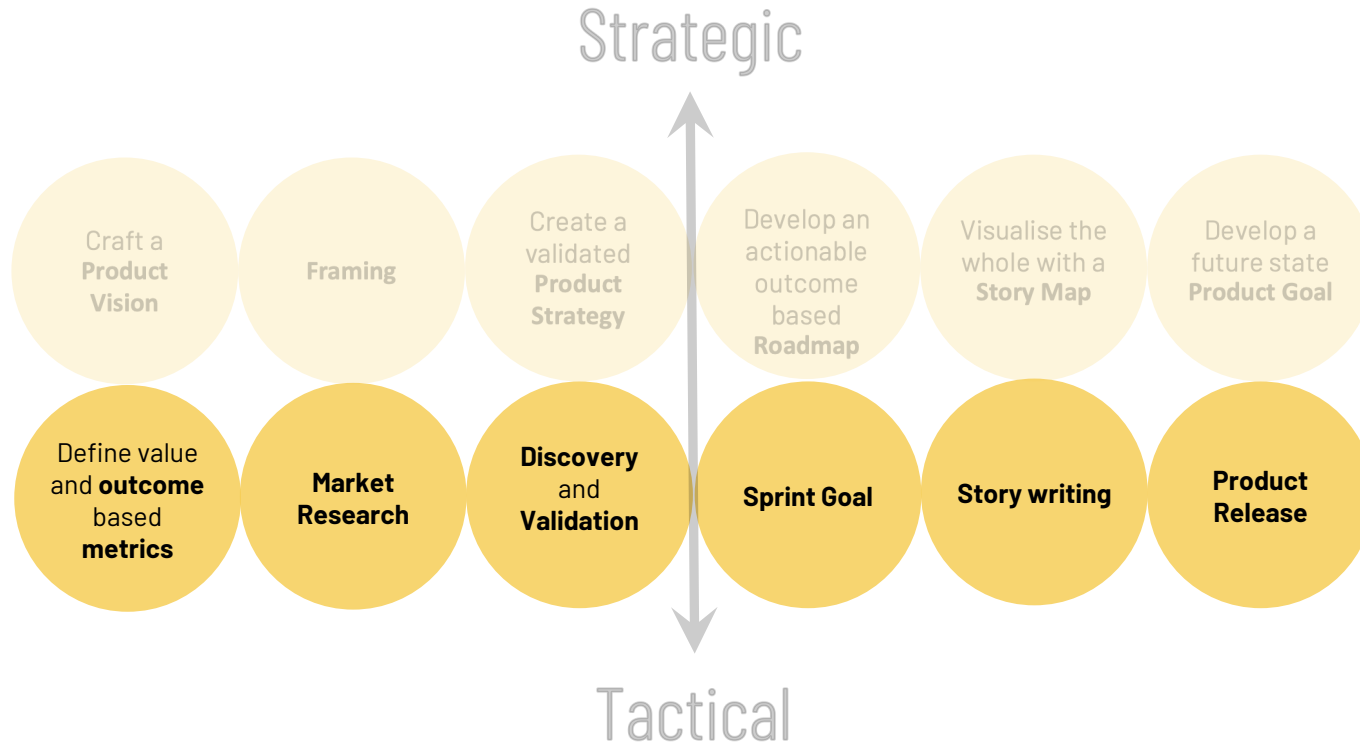 Strategic
Craft a
Product
Vision
Framing
Create a
validated
Product
Strategy
Develop an
actionable
outcome
based
Roadmap
Visualise the
whole with a
Story Map
Develop a
future state
Product Goal
Define value
and outcome
based
metrics
Market
Research
Discovery
and
Validation
Sprint Goal
Story writing
Product
Release
Tactical